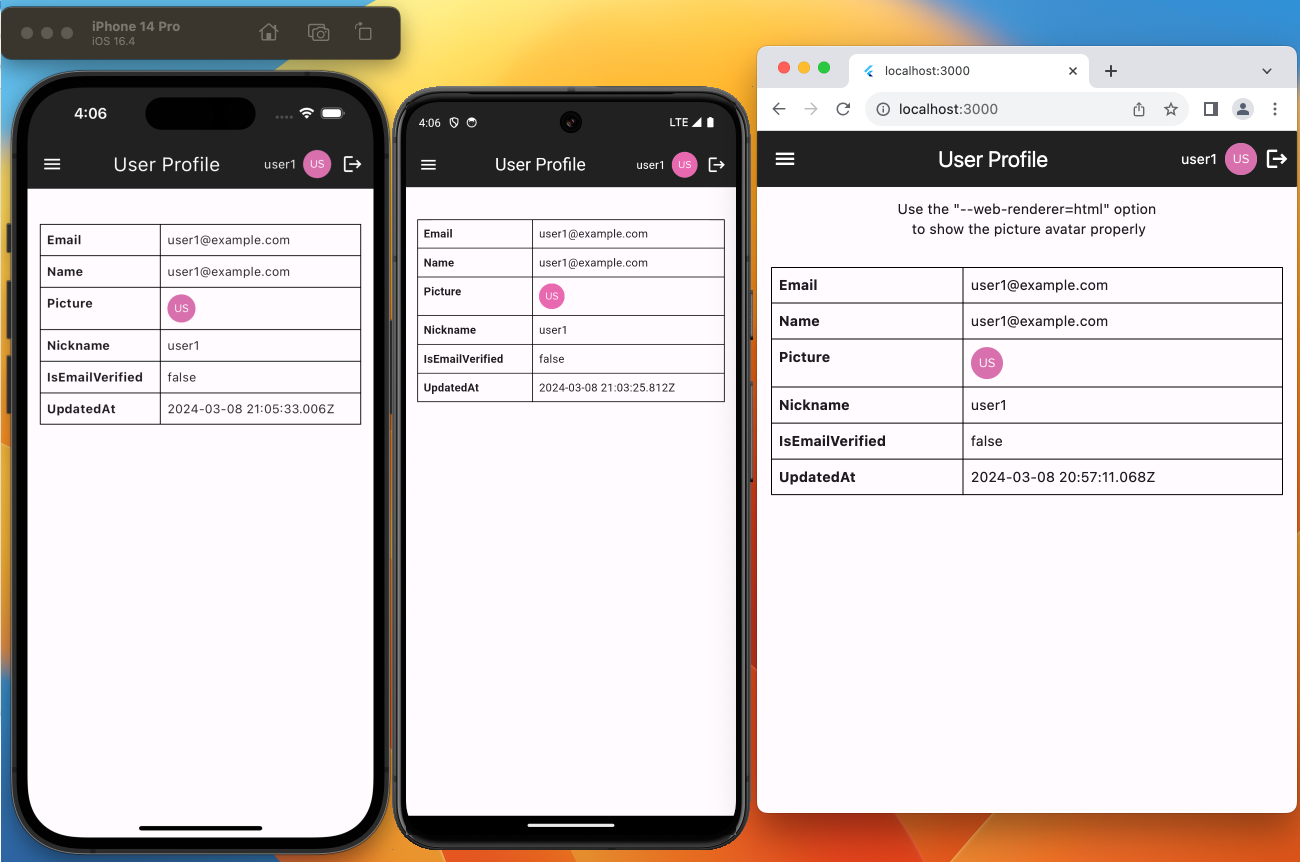 iPhone 14 Pro
iOS 16.4
4:06
User Profile
user1 US
Email user1@example.com
Name user1@example.com
Picture US
Nickname user1
IsEmailVerified false
UpdatedAt 2024-03-08 21:05:33.006Z
4:06 LTE
User Profile
user1 US
Email user1@example.com
Name user1@example.com
Picture US
Nickname user1
IsEmailVerified false
UpdatedAt 2024-03-08 21:03:25.812Z
localhost:3000
localhost:3000
User Profile
user1 US
Use the "--web-renderer=html" option
to show the picture avatar properly
Email user1@example.com
Name user1@example.com
Picture US
Nickname user1
IsEmailVerified false
UpdatedAt 2024-03-08 20:57:11.068Z